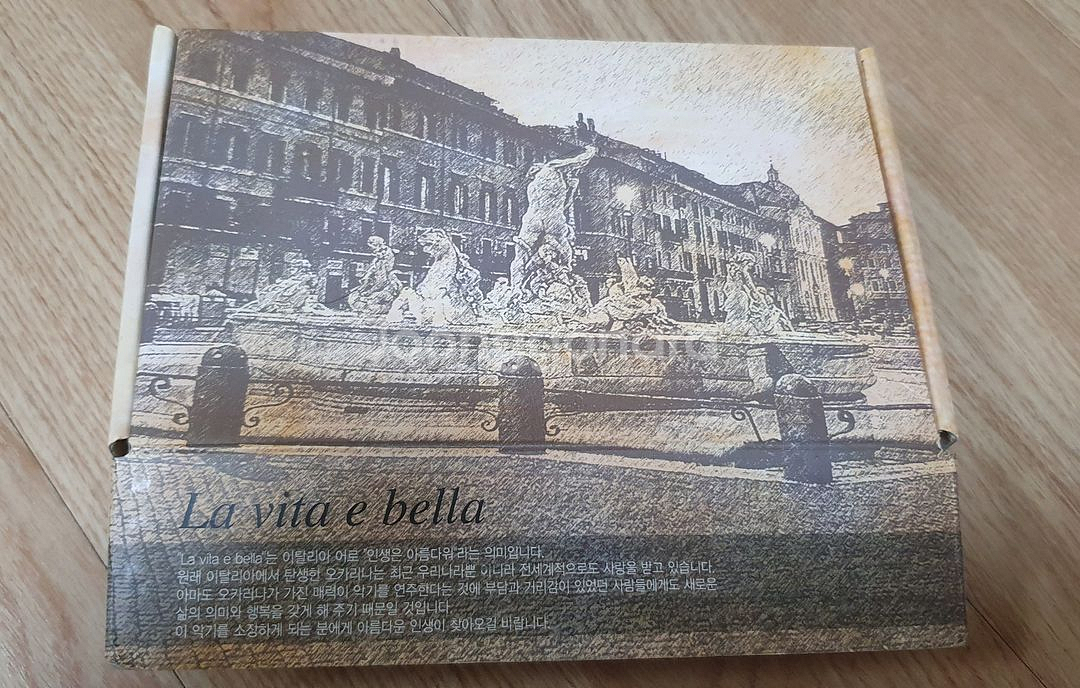 La vita e bella
'La vita e bella'는 이탈리아 어로 '인생은 아름다워'라는 의미입니다.
원래 이탈리아에서 탄생한 오카리나는 최근 우리나라뿐 아니라 전세계적으로도 사랑을 받고 있습니다.
아마도 오카리나가 가진 매력이 악기를 연주한다는 것에 부담과 거리감이 있었던 사람들에게도 새로운
삶의 의미와 행복을 갖게 해 주기 때문일 것입니다.
이 악기를 소장하게 되는 분에게 아름다운 인생이 찾아오길 바랍니다.